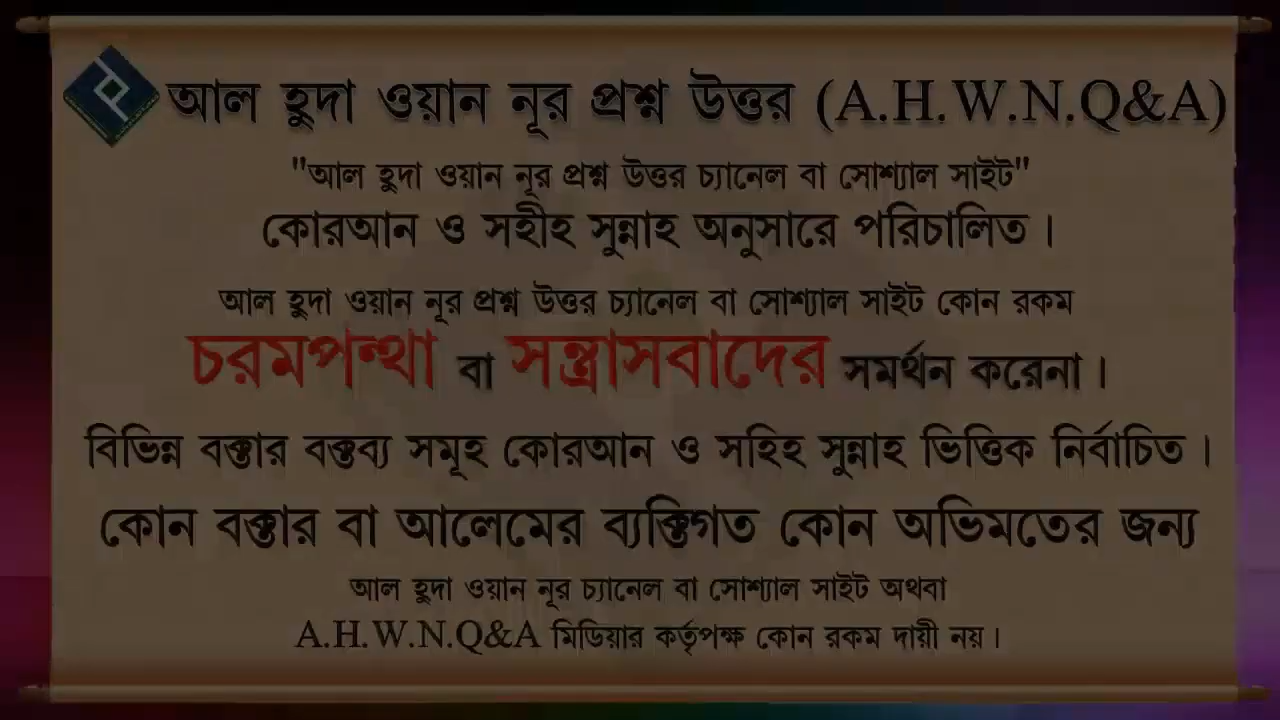 আল হুদা ওয়ান নূর প্রশ্ন উত্তর (A.H.W.N.Q&A)
"আল হুদা ওয়ান নূর প্রশ্ন উত্তর চ্যানেল বা সোশ্যাল সাইট"
কোরআন ও সহীহ সুন্নাহ অনুসারে পরিচালিত ।
আল হুদা ওয়ান নূর প্রশ্ন উত্তর চ্যানেল বা সোশ্যাল সাইট কোন রকম
চরমপন্থা বা সন্ত্রাসবাদের সমর্থন করেনা ।
বিভিন্ন বক্তার বক্তব্য সমূহ কোরআন ও সহিহ সুন্নাহ ভিত্তিক নির্বাচিত ।
কোন বক্তার বা আলেমের ব্যক্তিগত কোন অভিমতের জন্য
আল হুদা ওয়ান নূর চ্যানেল বা সোশ্যাল সাইট অথবা
A.H.W.N.Q&A মিডিয়ার কর্তৃপক্ষ কোন রকম দায়ী নয় ।